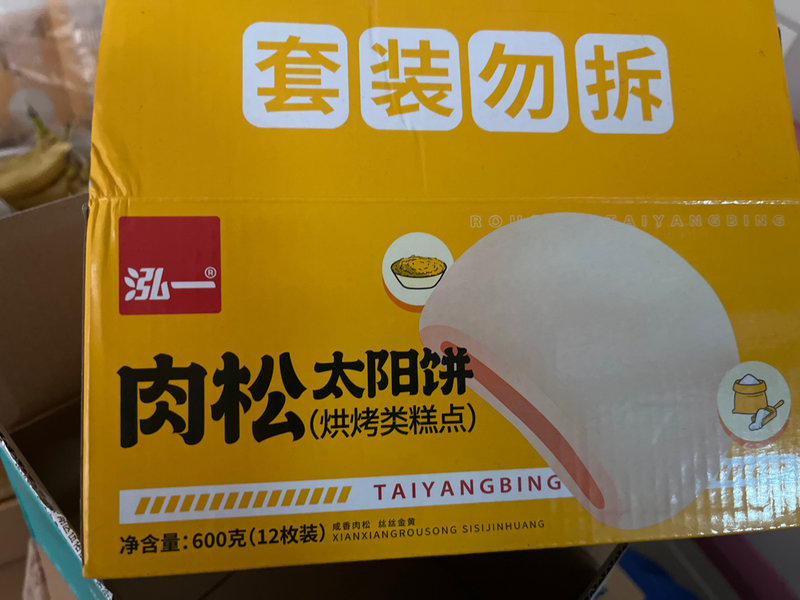 套装勿拆
ROUSONG TAIYANGBING
泓一®
肉松太阳饼
(烘烤类糕点)
TAIYANGBING
净含量：600克(12枚装)
咸香肉松 丝丝金黄
XIANXIANGROUSONG SISIJINHUANG